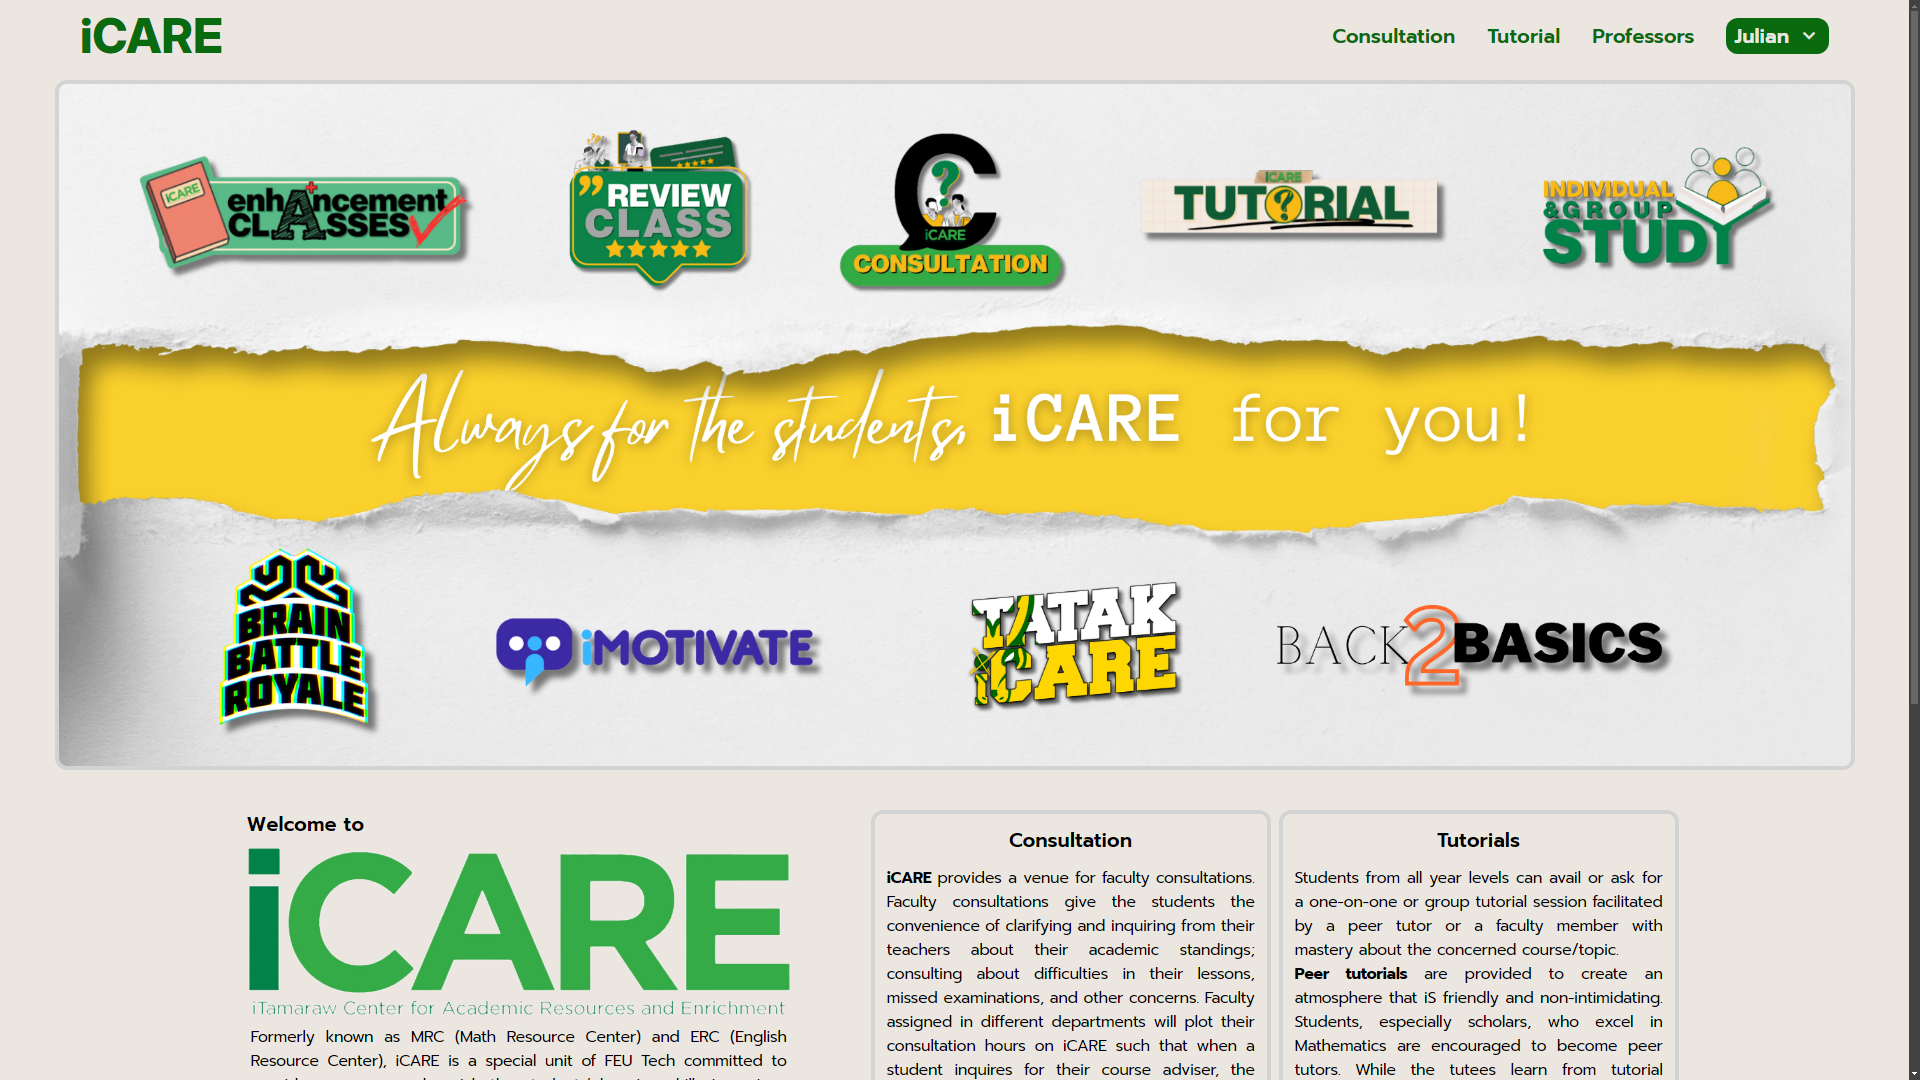 iCARE
Consultation Tutorial Professors Julian
iCARE
enhAncement
CLASSES
REVIEW
CLASS
iCARE
CONSULTATION
iCARE
TUTORIAL
INDIVIDUAL
& GROUP
STUDY
Always for the students, iCARE for you!
BRAIN
BATTLE
ROYALE
iMOTIVATE
TATAK
iCARE
BACK2BASICS
Welcome to
iCARE
iTamaraw Center for Academic Resources and Enrichment
Formerly known as MRC (Math Resource Center) and ERC (English
Resource Center), iCARE is a special unit of FEU Tech committed to
Consultation
iCARE provides a venue for faculty consultations.
Faculty consultations give the students the
convenience of clarifying and inquiring from their
teachers about their academic standings;
consulting about difficulties in their lessons,
missed examinations, and other concerns. Faculty
assigned in different departments will plot their
consultation hours on iCARE such that when a
student inquires for their course adviser, the
Tutorials
Students from all year levels can avail or ask for
a one-on-one or group tutorial session facilitated
by a peer tutor or a faculty member with
mastery about the concerned course/topic.
Peer tutorials are provided to create an
atmosphere that iS friendly and non-intimidating.
Students, especially scholars, who excel in
Mathematics are encouraged to become peer
tutors. While the tutees learn from tutorial